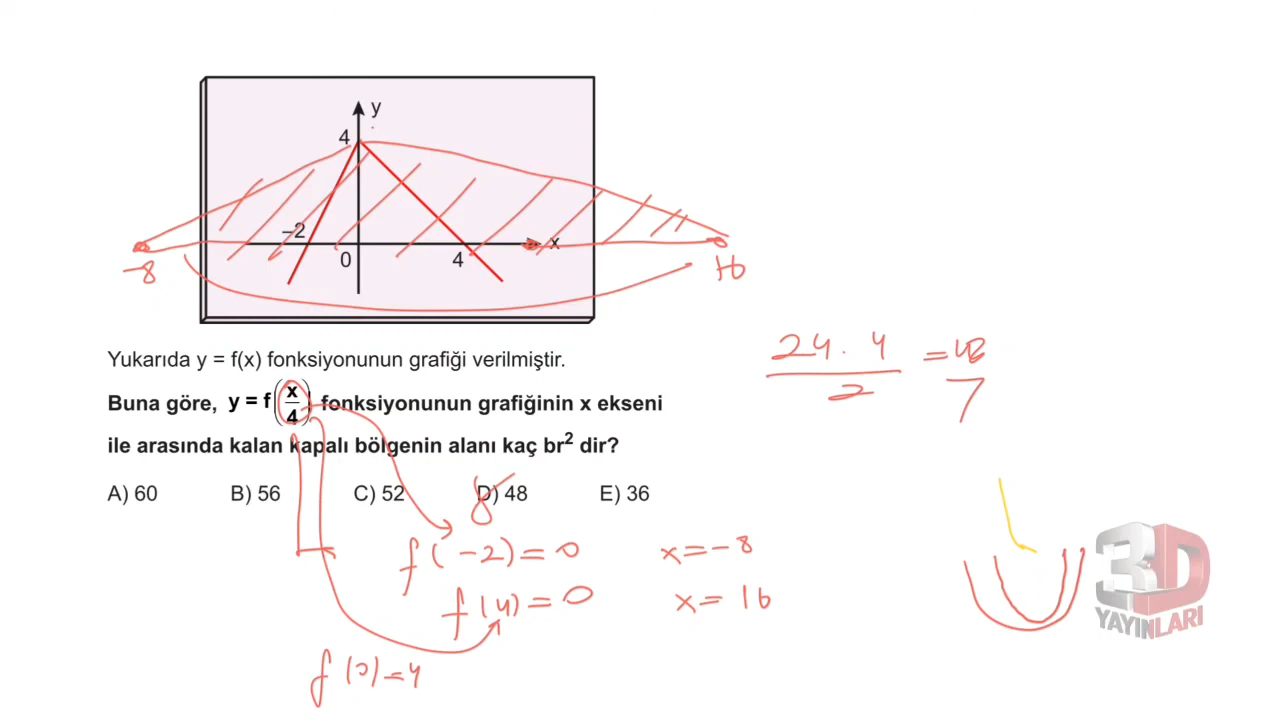 y
4
-2
x
0
4
-8
16
24 . 4
2
= 48
Yukarıda y = f(x) fonksiyonunun grafiği verilmiştir.
Buna göre, y = f(x/4) fonksiyonunun grafiğinin x ekseni
ile arasında kalan kapalı bölgenin alanı kaç br² dir?
A) 60 B) 56 C) 52 D) 48 E) 36
f(-2) = 0 x = -8
f(4) = 0 x = 16
f(0) = 4
3D
YAYINLARI